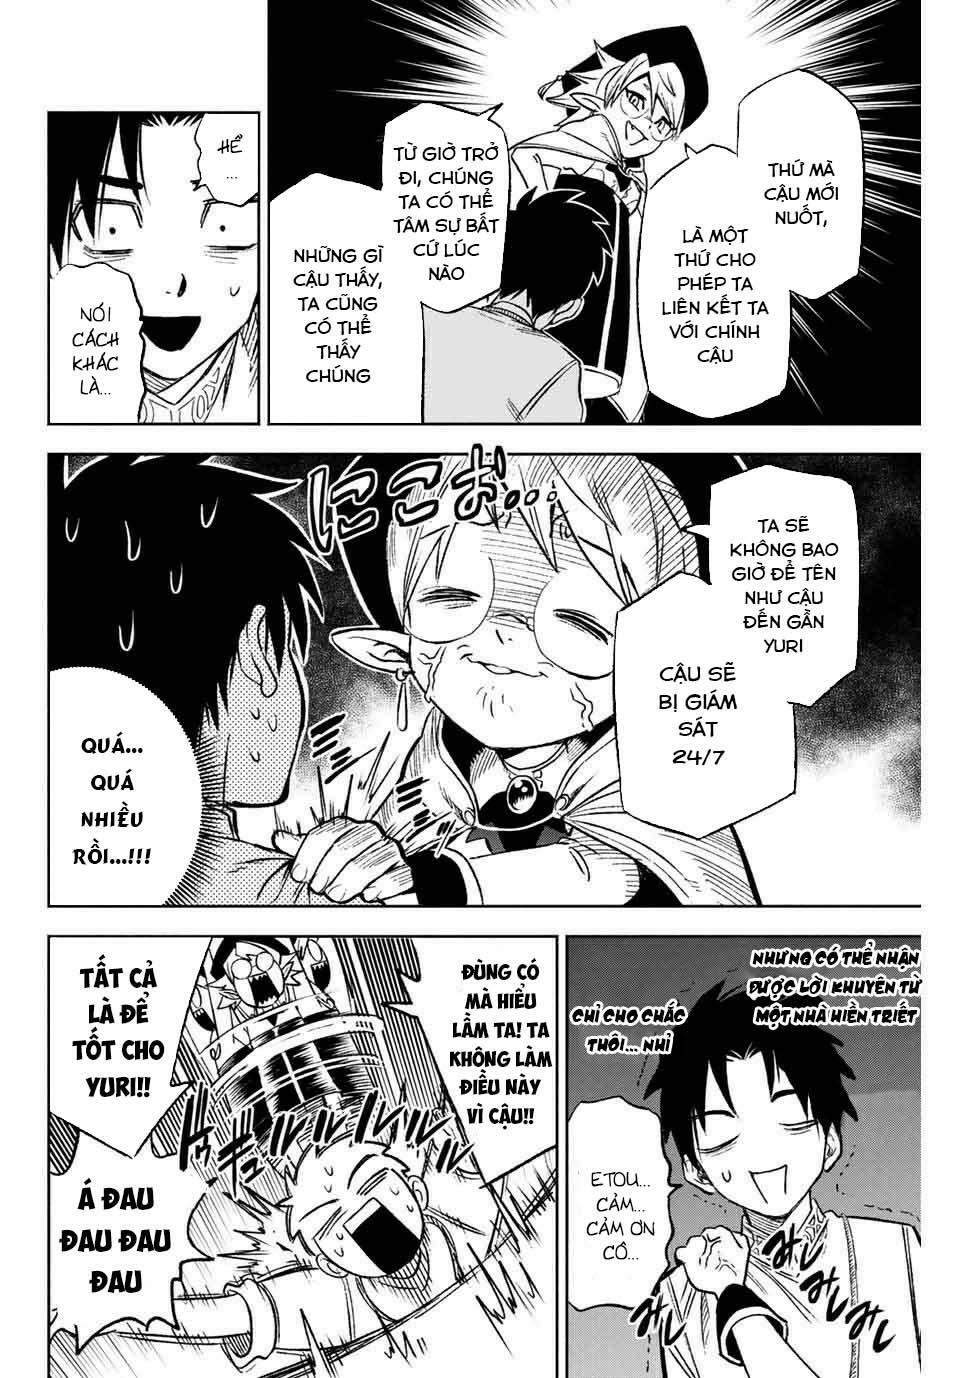 THỨ MÀ
CẬU MỚI
NUỐT,
LÀ MỘT
THỨ CHO
PHÉP TA
LIÊN KẾT TA
VỚI CHÍNH
CẬU
TỪ GIỜ TRỞ
ĐI, CHÚNG
TA CÓ THỂ
TÂM SỰ BẤT
CỨ LÚC
NÀO
NHỮNG GÌ
CẬU THẤY,
TA CŨNG
CÓ THỂ
THẤY
CHÚNG
HỂ
...
NÓI
CÁCH
KHÁC
LÀ...
にこお...
TA SẼ
KHÔNG BAO
GIỜ ĐỂ TÊN
NHƯ CẬU
ĐẾN GẦN
YURI
CẬU SẼ
BỊ GIÁM
SÁT
24/7
QUÁ...
QUÁ
NHIỀU
RỒI...!!!
NHƯNG CÓ THỂ NHẬN
ĐƯỢC LỜI KHUYÊN TỪ
MỘT NHÀ HIỀN TRIẾT
CHỈ CHO CHẮC
THÔI... NHỈ
ETOU...
CẢM...
CẢM ƠN
CÔ...
ĐỪNG CÓ
MÀ HIỂU
LẦM TA! TA
KHÔNG LÀM
ĐIỀU NÀY
VÌ CẬU!!
TẤT CẢ
LÀ ĐỂ
TỐT CHO
YURI!!
Á ĐAU
ĐAU ĐAU
ĐAU